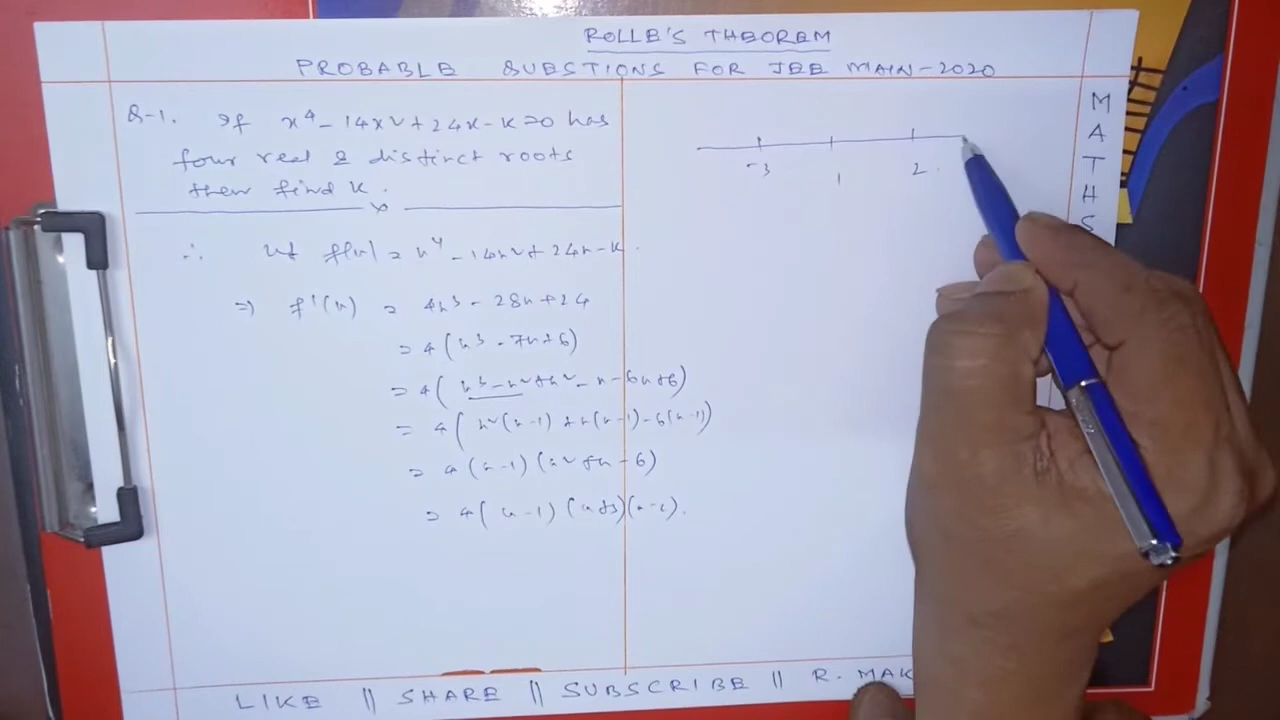 ROLLE'S THEOREM
PROBABLE QUESTIONS FOR JEE MAIN-2020
Q-1. If x⁴ - 14x² + 24x - k = 0 has
four real & distinct roots
then find k.
∴ Let f(x) = x⁴ - 14x² + 24x - k.
⇒ f'(x) = 4x³ - 28x + 24
= 4(x³ - 7x + 6)
= 4(x³ - x² + x² - x - 6x + 6)
= 4(x²(x-1) + x(x-1) - 6(x-1))
= 4(x-1)(x² + x - 6)
= 4(x-1)(x+3)(x-2).
-3 1 2
MATHS
LIKE || SHARE || SUBSCRIBE || R. MAK